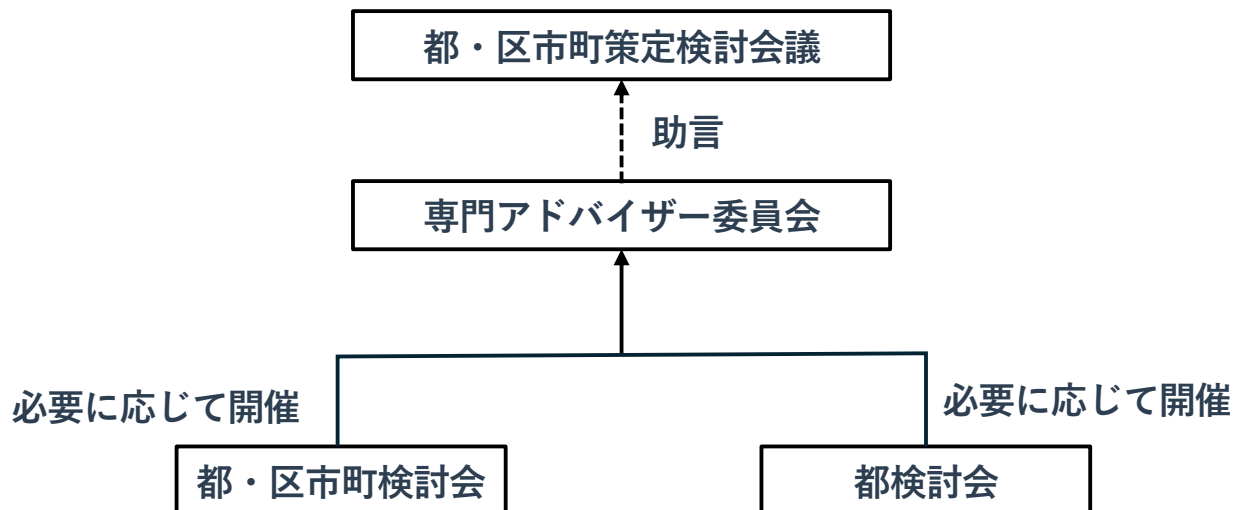 都・区市町策定検討会議
助言
専門アドバイザー委員会
必要に応じて開催
必要に応じて開催
都・区市町検討会
都検討会